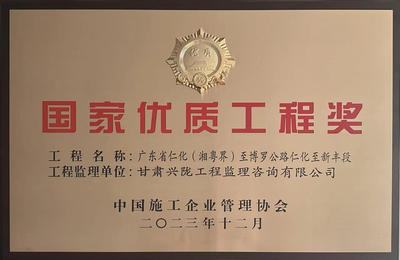 国家优质工程奖
工程名称：广东省仁化（湘粤界）至博罗公路仁化至新丰段
工程监理单位：甘肃兴陇工程监理咨询有限公司
中国施工企业管理协会
二〇二三年十二月